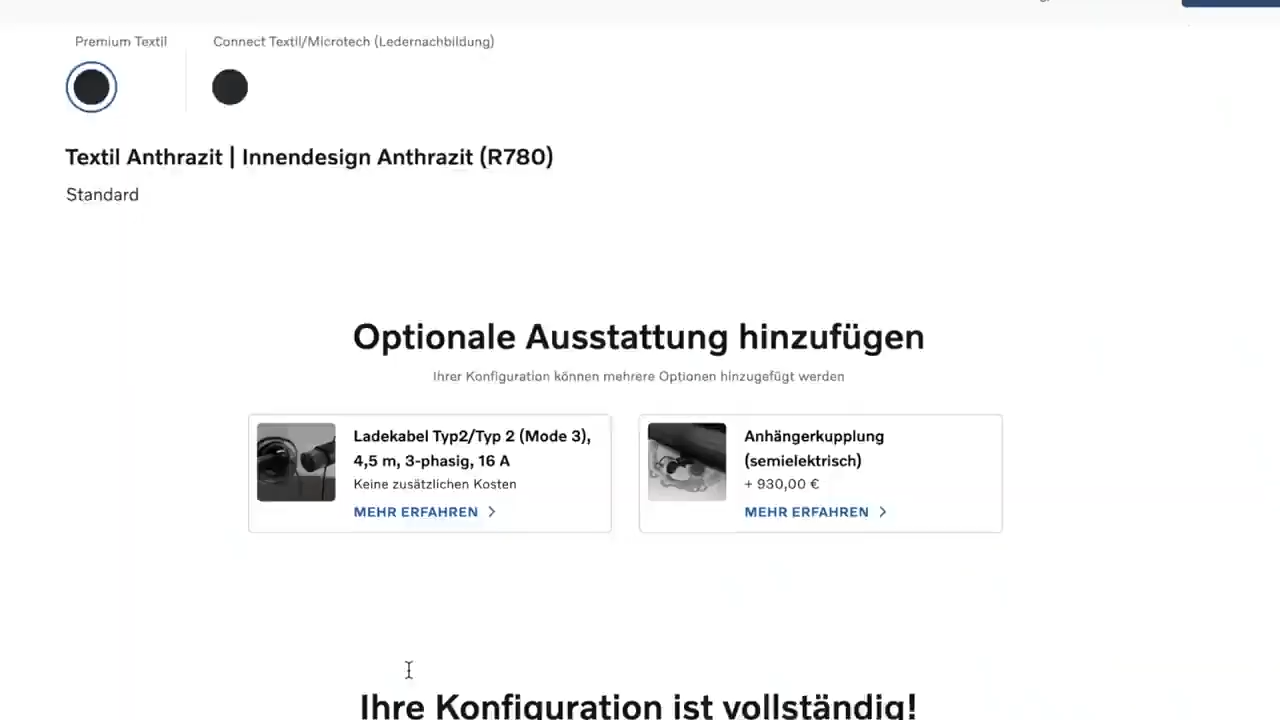 Premium Textil
Connect Textil/Microtech (Ledernachbildung)
Textil Anthrazit | Innendesign Anthrazit (R780)
Standard
Optionale Ausstattung hinzufügen
Ihrer Konfiguration können mehrere Optionen hinzugefügt werden
Ladekabel Typ2/Typ 2 (Mode 3),
4,5 m, 3-phasig, 16 A
Keine zusätzlichen Kosten
MEHR ERFAHREN
Anhängerkupplung
(semielektrisch)
+ 930,00 €
MEHR ERFAHREN
Ihre Konfiguration ist vollständig!